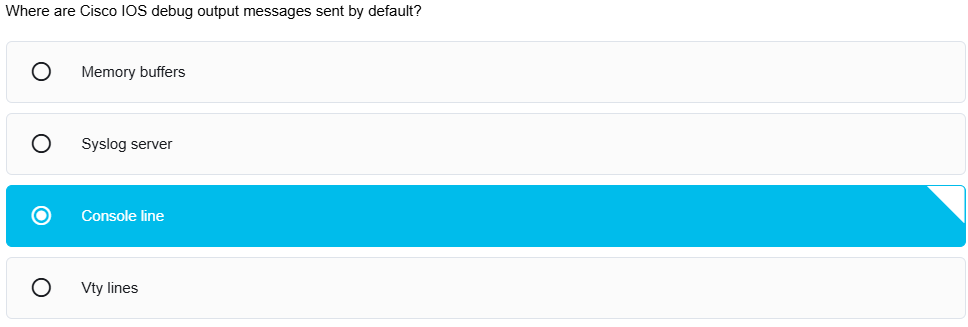 Where are Cisco IOS debug output messages sent by default?
Memory buffers
Syslog server
Console line
Vty lines